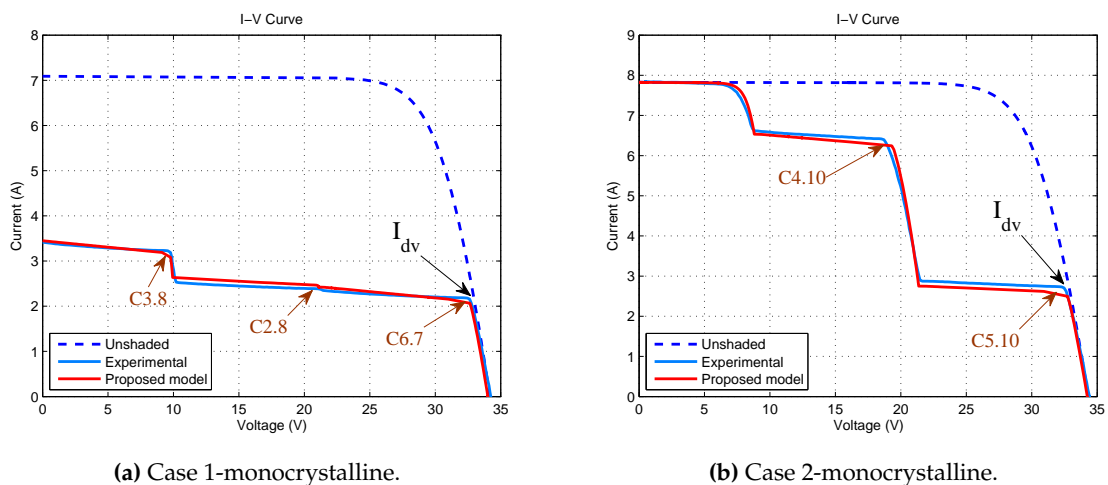 I−V Curve
8
7
6
5
4
3
2
1
0
Current (A)
I_dv
C3.8
C2.8
C6.7
Unshaded
Experimental
Proposed model
0 5 10 15 20 25 30 35
Voltage (V)
(a) Case 1-monocrystalline.
I−V Curve
9
8
7
6
5
4
3
2
1
0
Current (A)
C4.10
I_dv
C5.10
Unshaded
Experimental
Proposed model
0 5 10 15 20 25 30 35
Voltage (V)
(b) Case 2-monocrystalline.